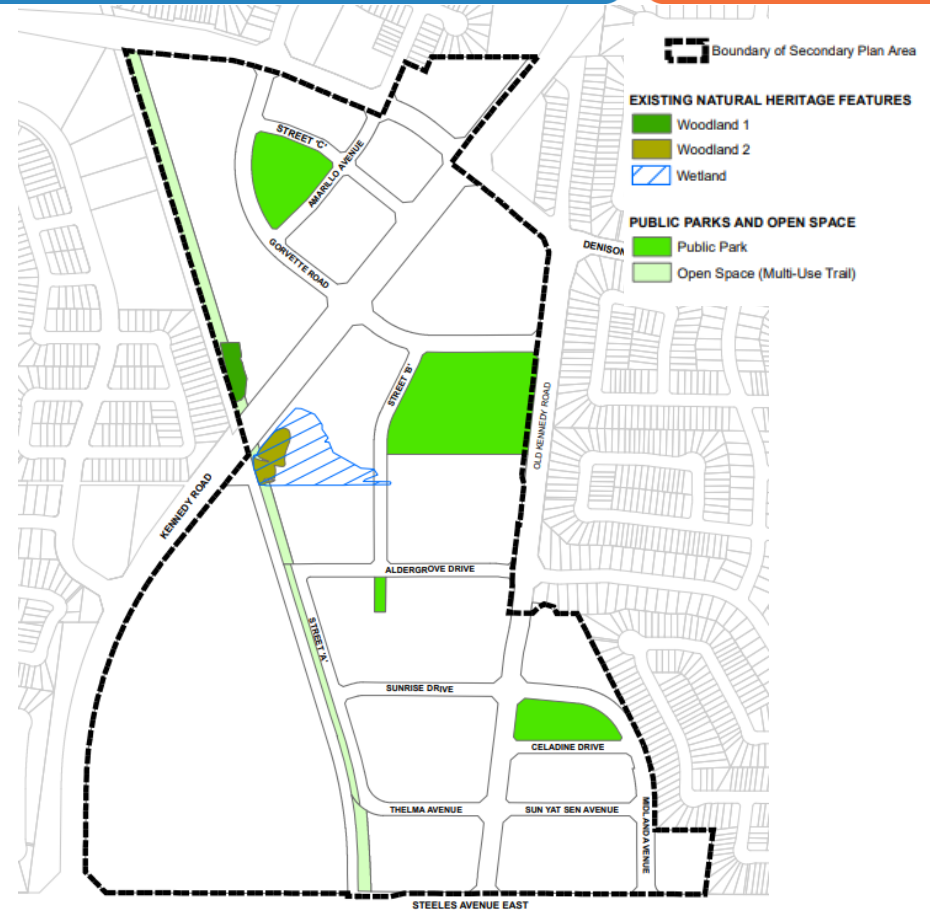 Boundary of Secondary Plan Area
EXISTING NATURAL HERITAGE FEATURES
Woodland 1
Woodland 2
Wetland
PUBLIC PARKS AND OPEN SPACE
Public Park
Open Space (Multi-Use Trail)
STREET 'C'
AMARILLO AVENUE
GORVETTE ROAD
DENISON
STREET 'B'
OLD KENNEDY ROAD
KENNEDY ROAD
ALDERGROVE DRIVE
STREET 'A'
SUNRISE DRIVE
CELADINE DRIVE
THELMA AVENUE
SUN YAT SEN AVENUE
MIDLAND AVENUE
STEELES AVENUE EAST